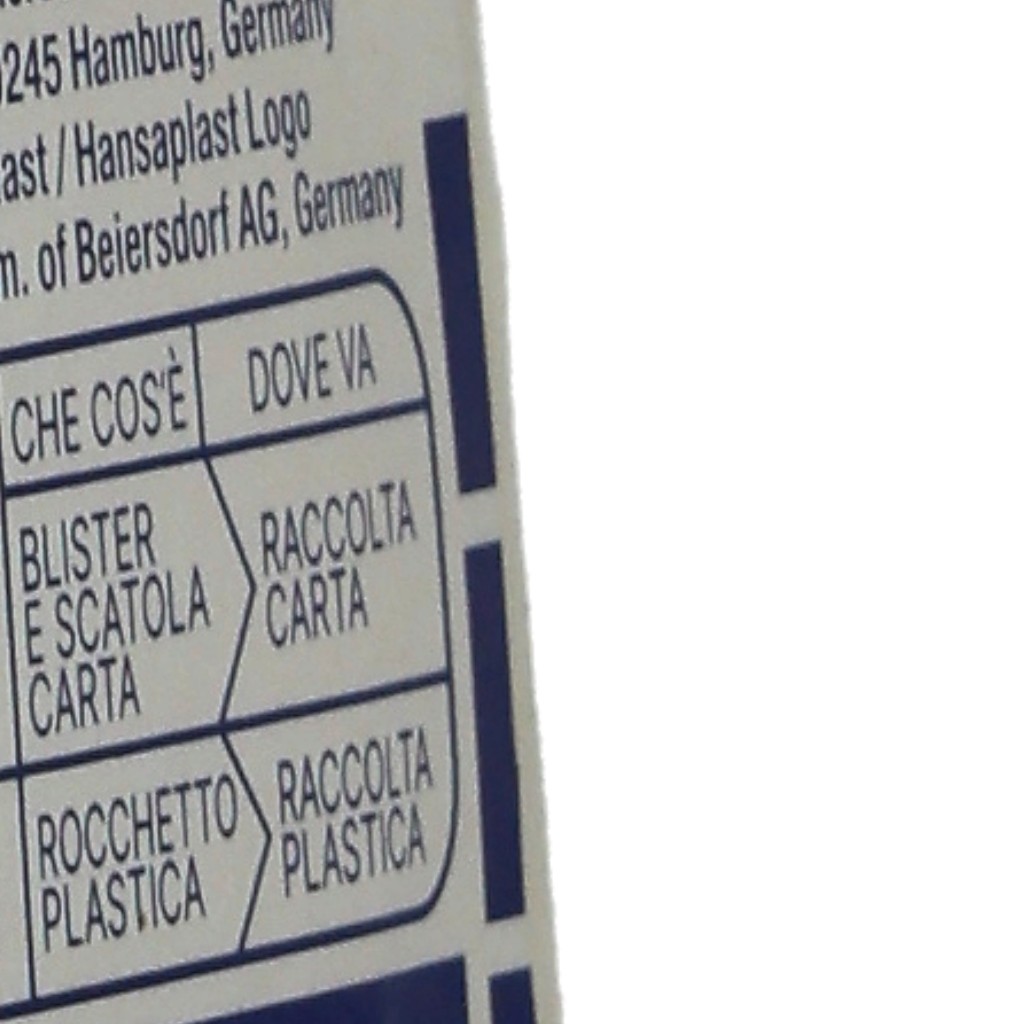 245 Hamburg, Germany
ast / Hansaplast Logo
m. of Beiersdorf AG, Germany
CHE COS'È
DOVE VA
BLISTER
E SCATOLA
CARTA
RACCOLTA
CARTA
ROCCHETTO
PLASTICA
RACCOLTA
PLASTICA